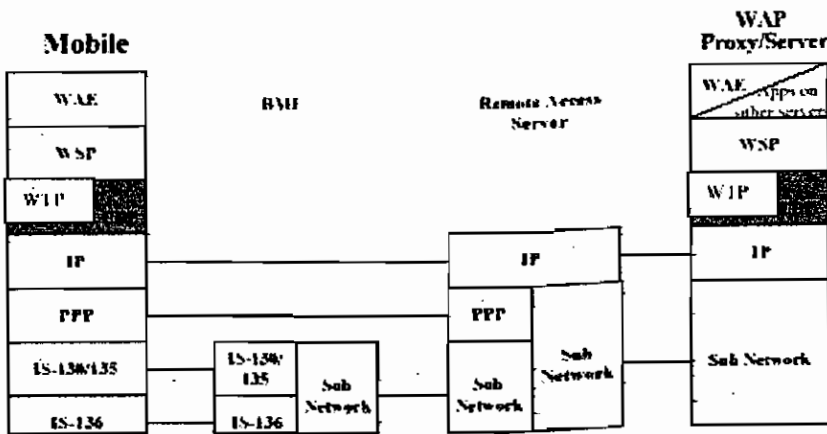 Mobile
WAE
WSP
WTP
IP
PPP
IS-130/135
IS-136
BMI
IS-130/
135
IS-136
Sub
Network
Remote Access
Server
IP
PPP
Sub
Network
Sub
Network
WAP
Proxy/Server
WAE
Apps on
other servers
WSP
WTP
IP
Sub Network